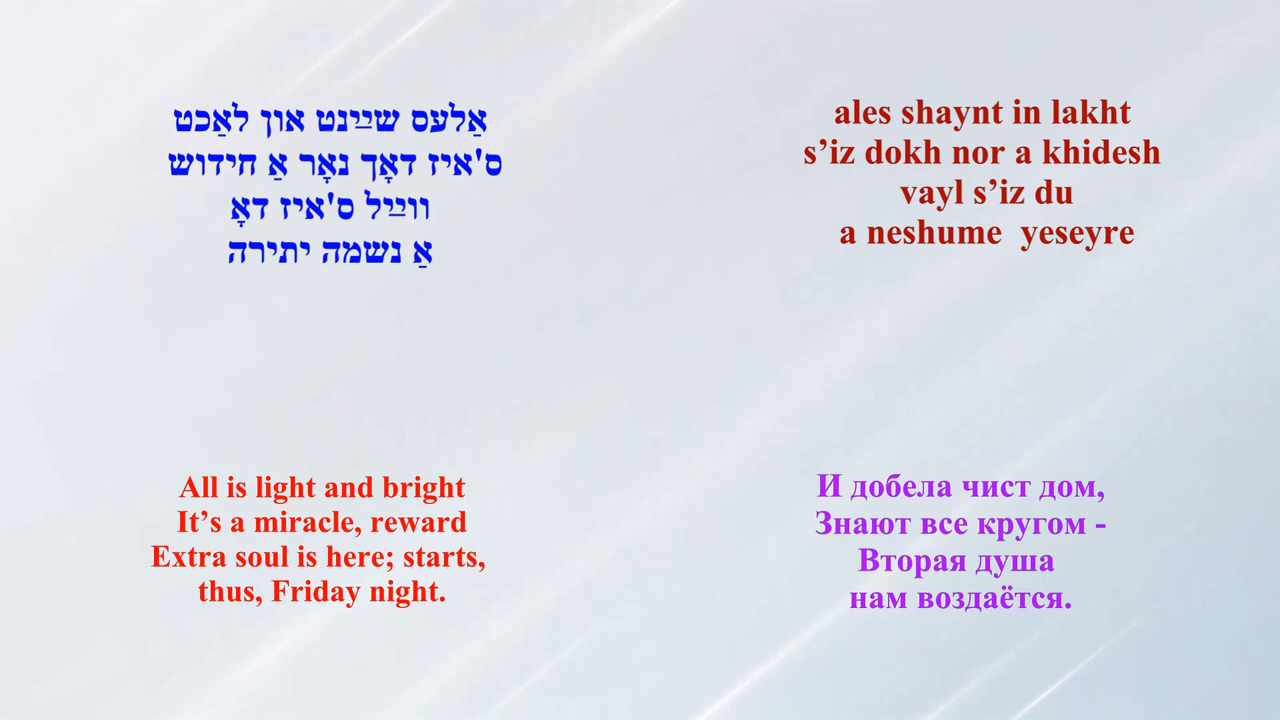 אַלעס שײַנט און לאַכט
ס'איז דאָך נאָר אַ חידוש
ווײַל ס'איז דאָ
אַ נשמה יתירה
ales shaynt in lakht
s’iz dokh nor a khidesh
vayl s’iz du
a neshume yeseyre
All is light and bright
It’s a miracle, reward
Extra soul is here; starts,
thus, Friday night.
И добела чист дом,
Знают все кругом -
Вторая душа
нам воздаётся.